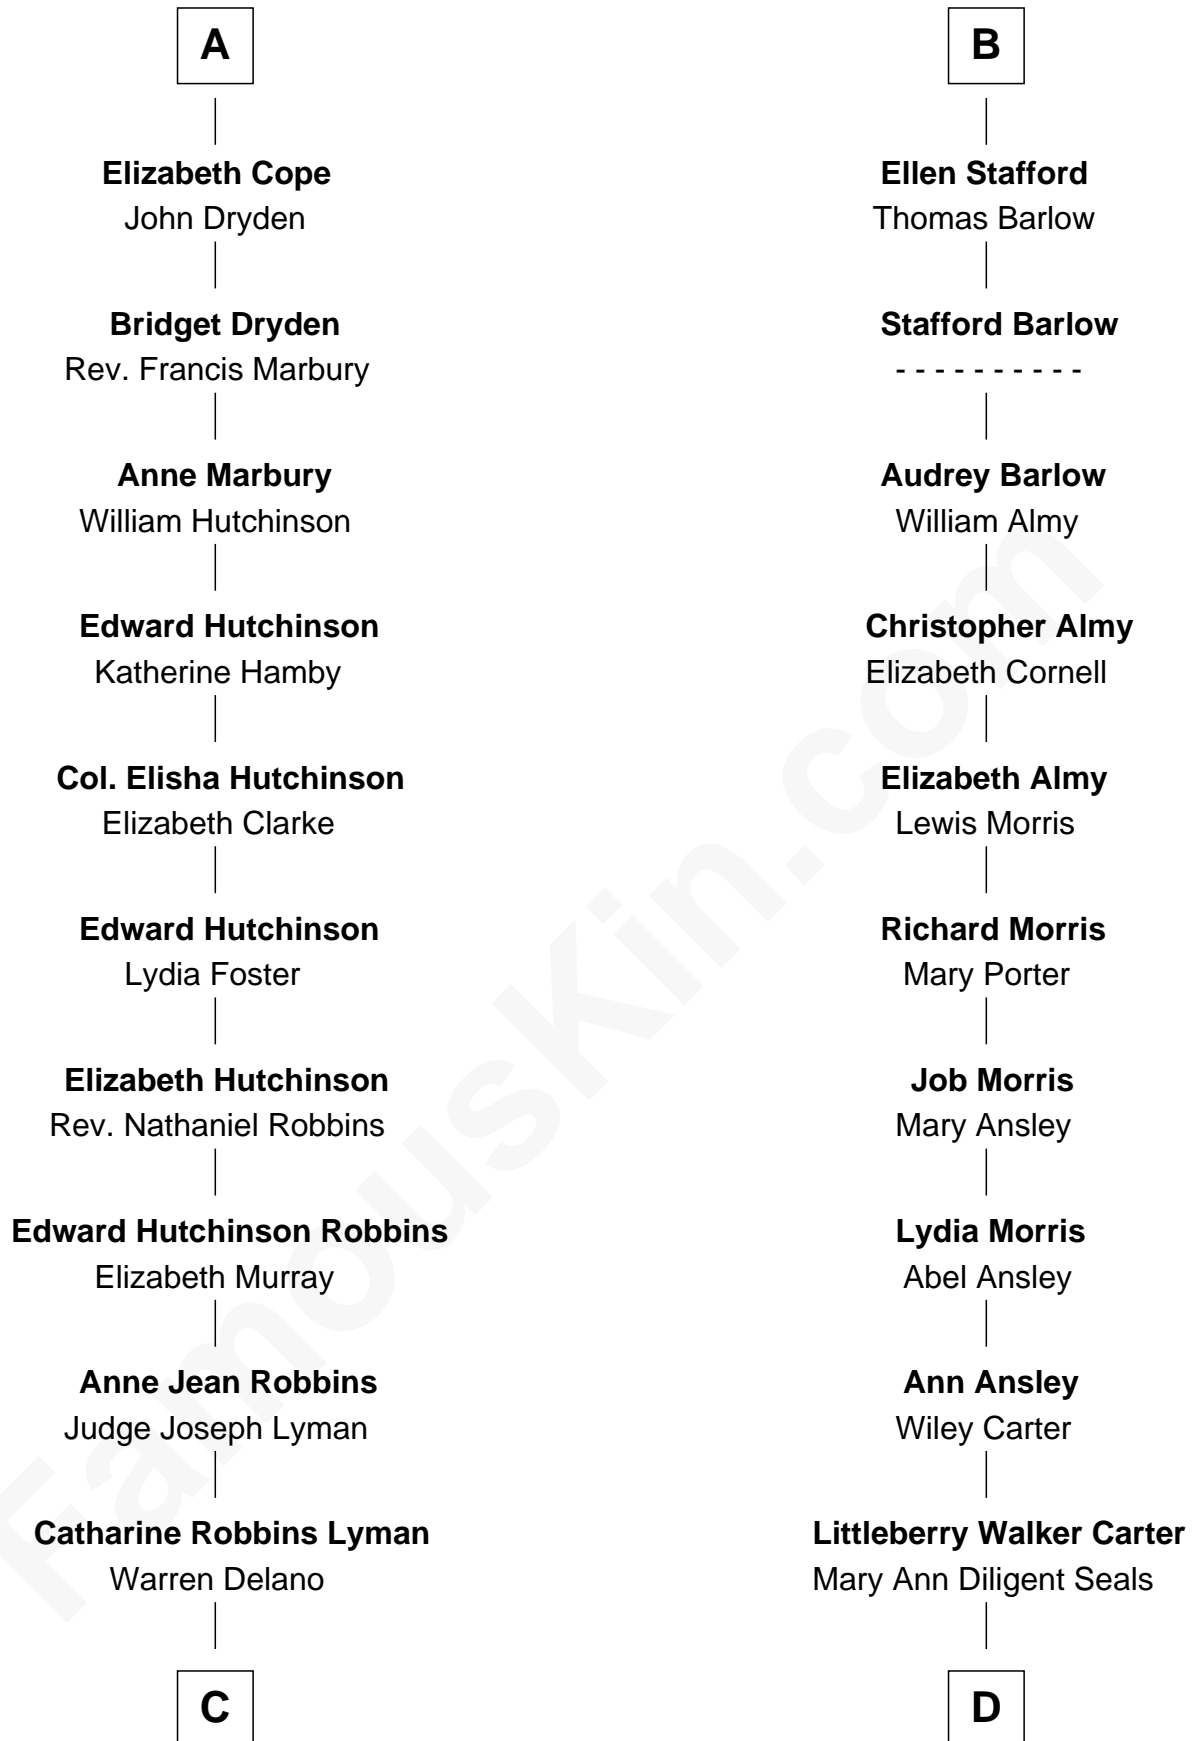 A
Elizabeth Cope
John Dryden
Bridget Dryden
Rev. Francis Marbury
Anne Marbury
William Hutchinson
Edward Hutchinson
Katherine Hamby
Col. Elisha Hutchinson
Elizabeth Clarke
Edward Hutchinson
Lydia Foster
Elizabeth Hutchinson
Rev. Nathaniel Robbins
Edward Hutchinson Robbins
Elizabeth Murray
Anne Jean Robbins
Judge Joseph Lyman
Catharine Robbins Lyman
Warren Delano
C
B
Ellen Stafford
Thomas Barlow
Stafford Barlow
- - - - - - - - - -
Audrey Barlow
William Almy
Christopher Almy
Elizabeth Cornell
Elizabeth Almy
Lewis Morris
Richard Morris
Mary Porter
Job Morris
Mary Ansley
Lydia Morris
Abel Ansley
Ann Ansley
Wiley Carter
Littleberry Walker Carter
Mary Ann Diligent Seals
D
FamousKin.com